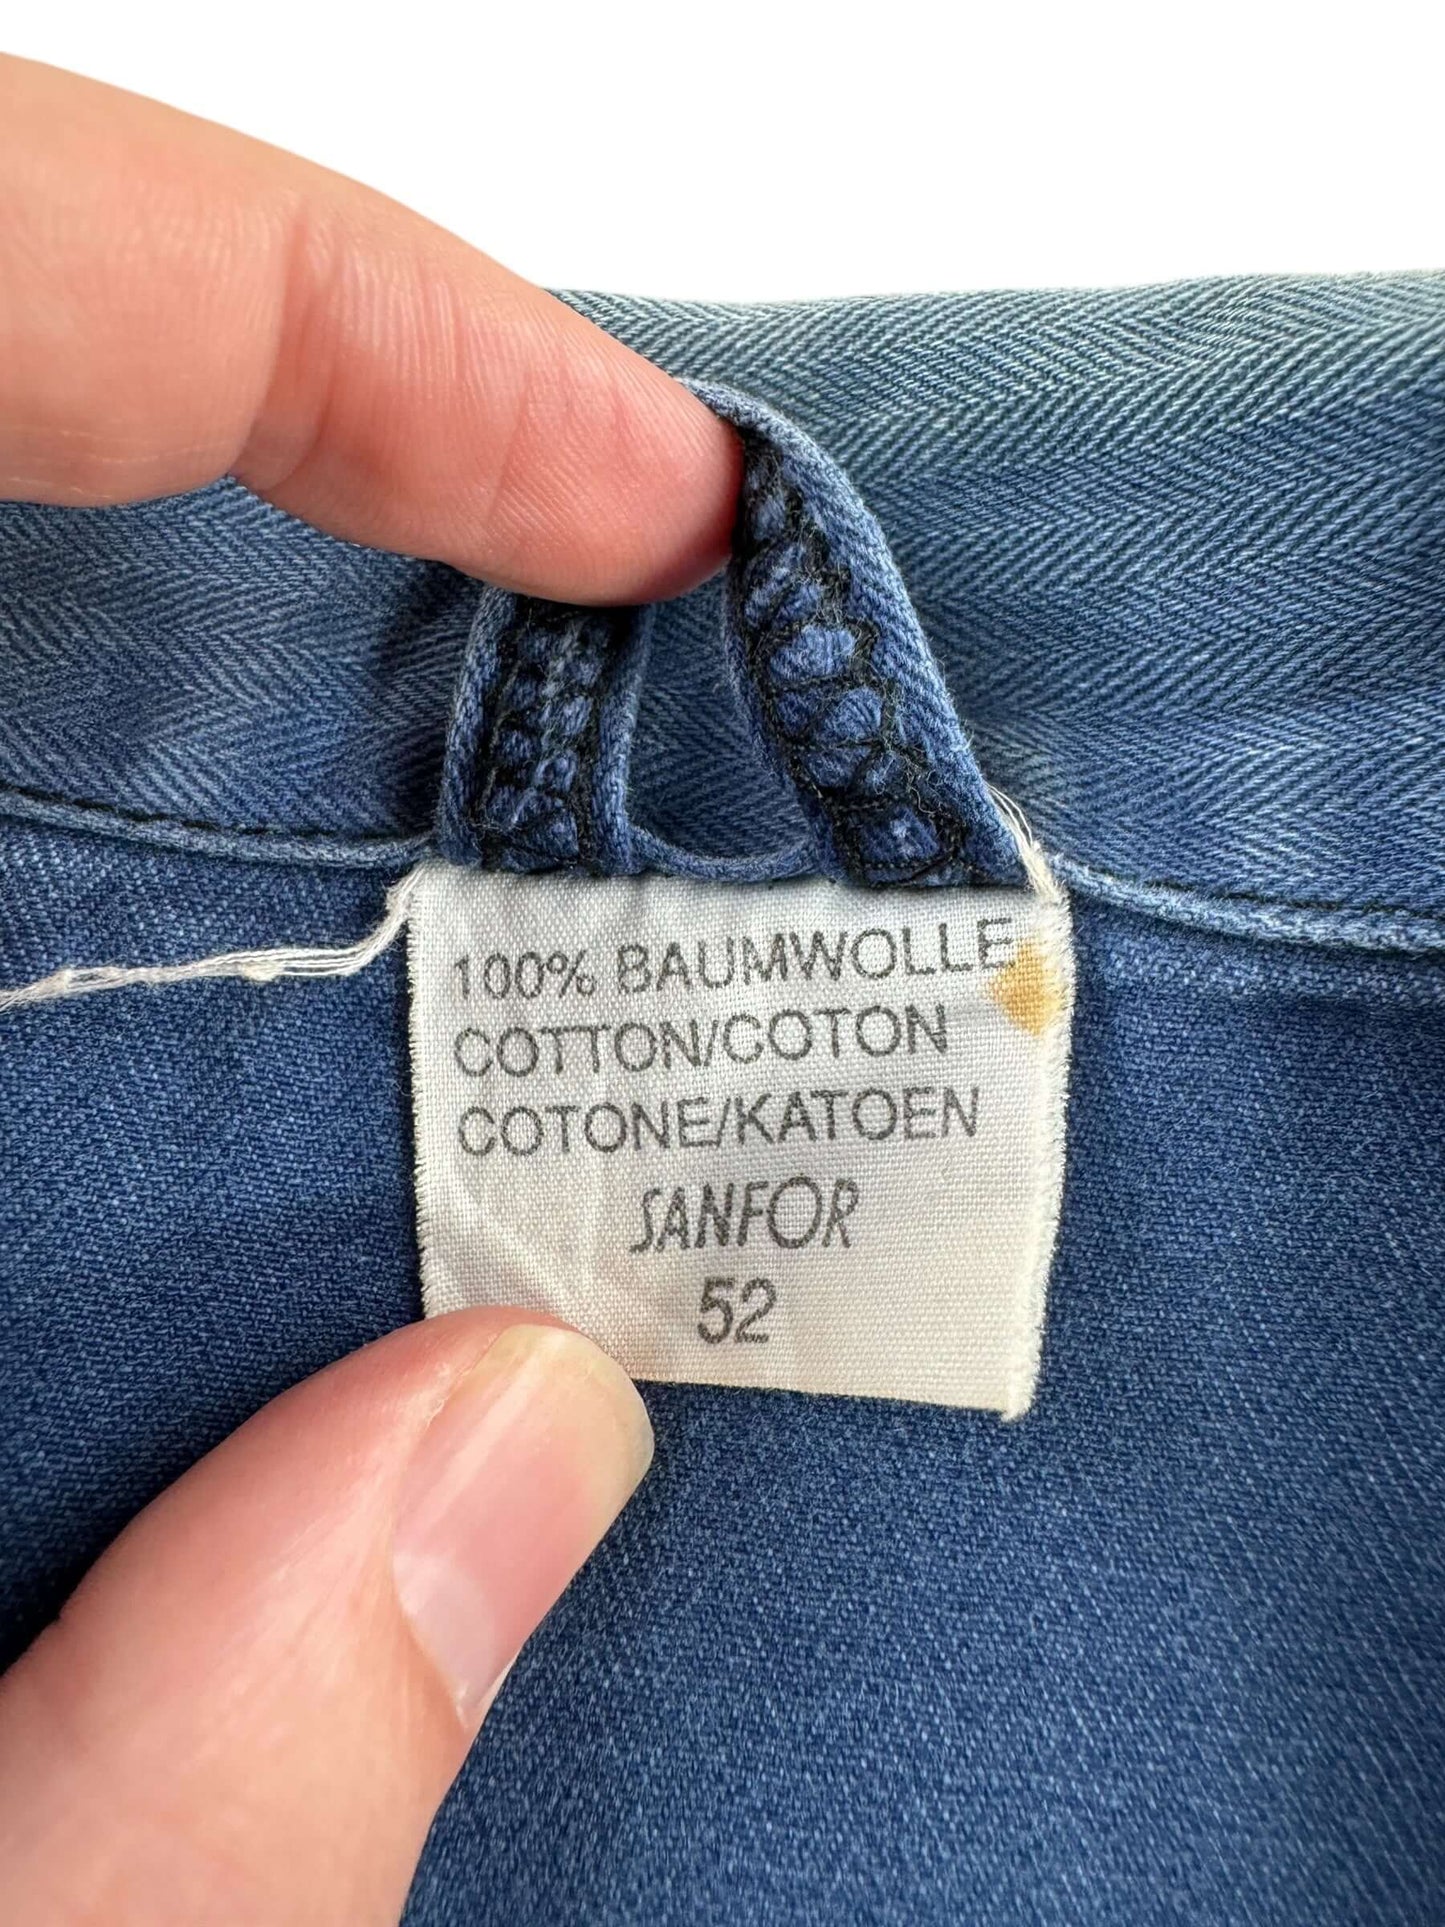 100% BAUMWOLLE
COTTON/COTON
COTONE/KATOEN
SANFOR
52